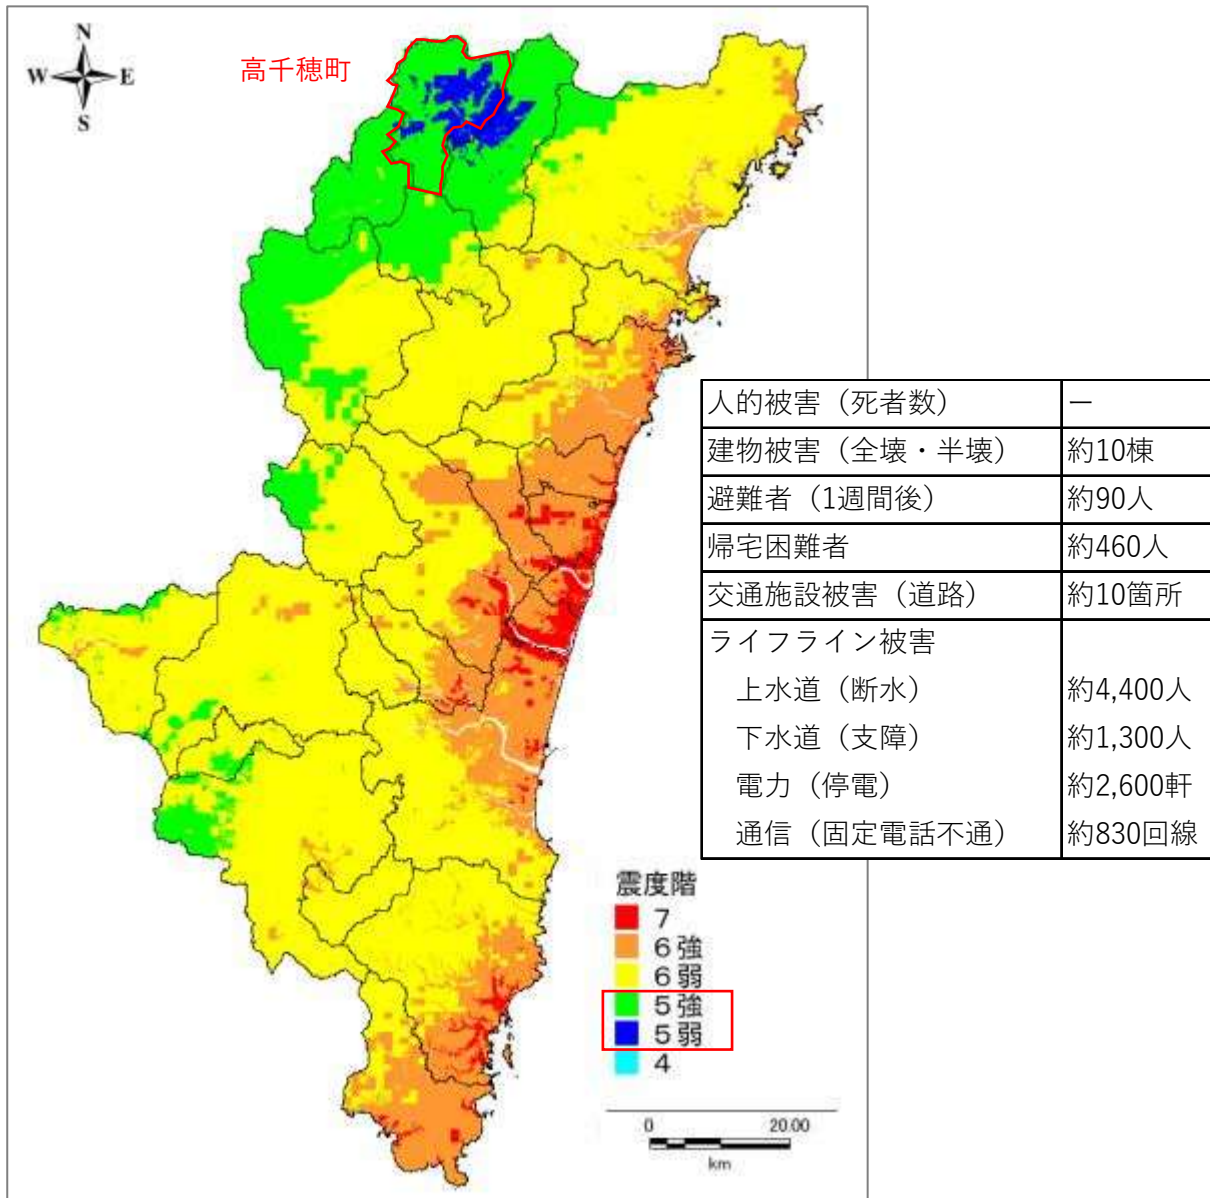 N
W E
S
高千穂町
人的被害（死者数） ー
建物被害（全壊・半壊） 約10棟
避難者（1週間後） 約90人
帰宅困難者 約460人
交通施設被害（道路） 約10箇所
ライフライン被害
上水道（断水） 約4,400人
下水道（支障） 約1,300人
電力（停電） 約2,600軒
通信（固定電話不通） 約830回線
震度階
7
6強
6弱
5強
5弱
4
0 20.00
km